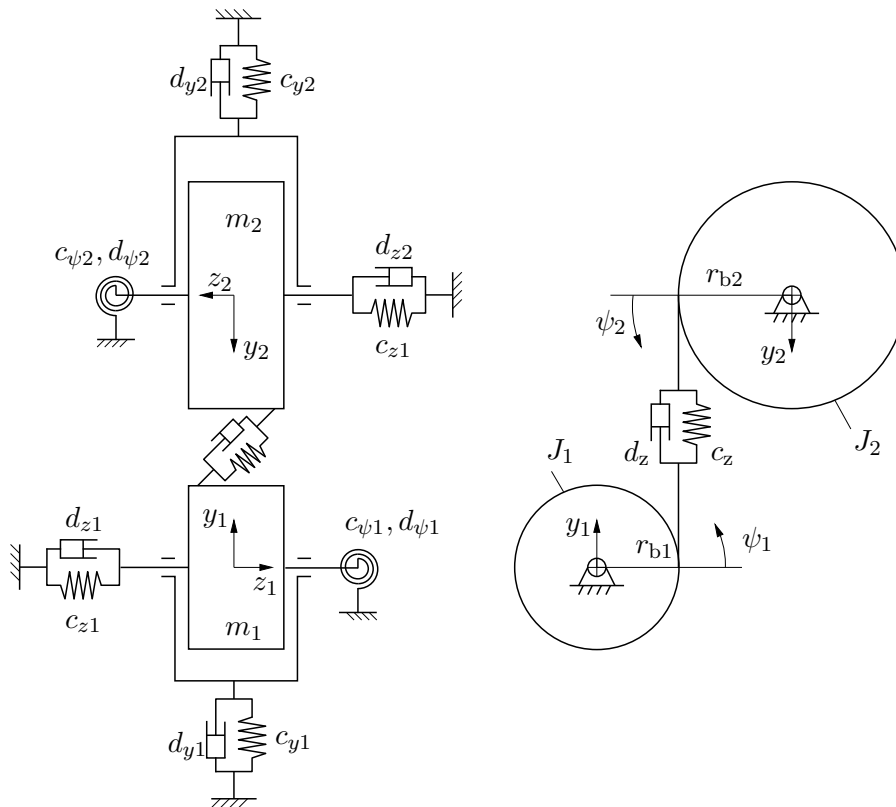 d_{y2} c_{y2}
m_2
c_{ψ2}, d_{ψ2}
z_2
y_2
d_{z2}
c_{z1}
d_{z1}
c_{z1}
y_1
z_1
m_1
c_{ψ1}, d_{ψ1}
d_{y1} c_{y1}
r_{b2}
ψ_2
y_2
J_2
d_z c_z
J_1
y_1
r_{b1}
ψ_1